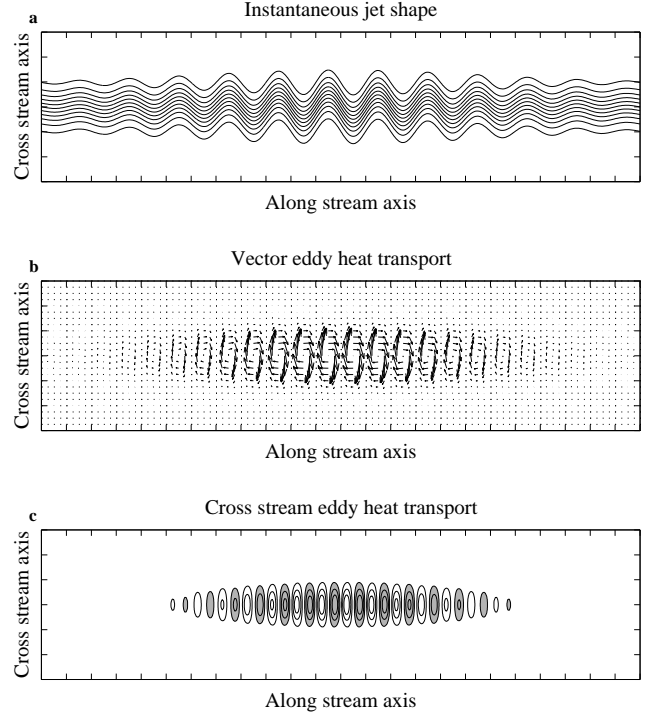 Instantaneous jet shape
a
Cross stream axis
Along stream axis
Vector eddy heat transport
b
Cross stream axis
Along stream axis
Cross stream eddy heat transport
c
Cross stream axis
Along stream axis